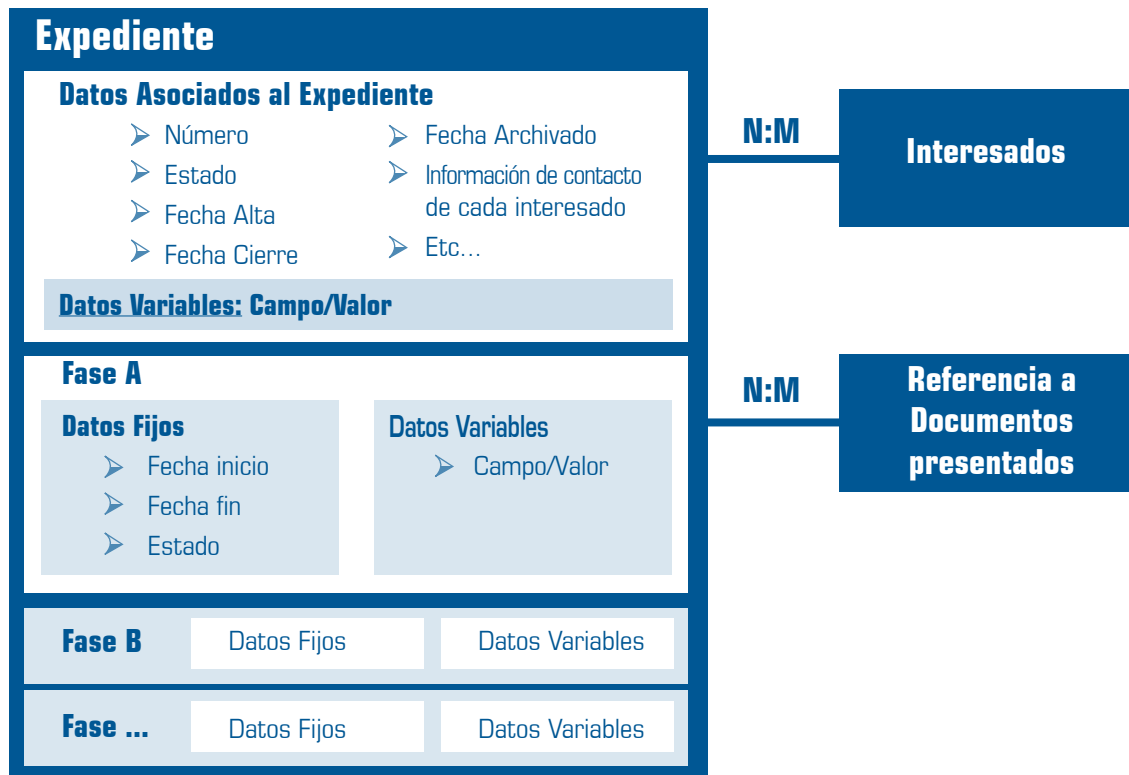 Expediente
Datos Asociados al Expediente
Número
Estado
Fecha Alta
Fecha Cierre
Fecha Archivado
Información de contacto
de cada interesado
Etc...
Datos Variables: Campo/Valor
Fase A
Datos Fijos
Fecha inicio
Fecha fin
Estado
Datos Variables
Campo/Valor
Fase B
Datos Fijos
Datos Variables
Fase ...
Datos Fijos
Datos Variables
N:M
Interesados
N:M
Referencia a
Documentos
presentados